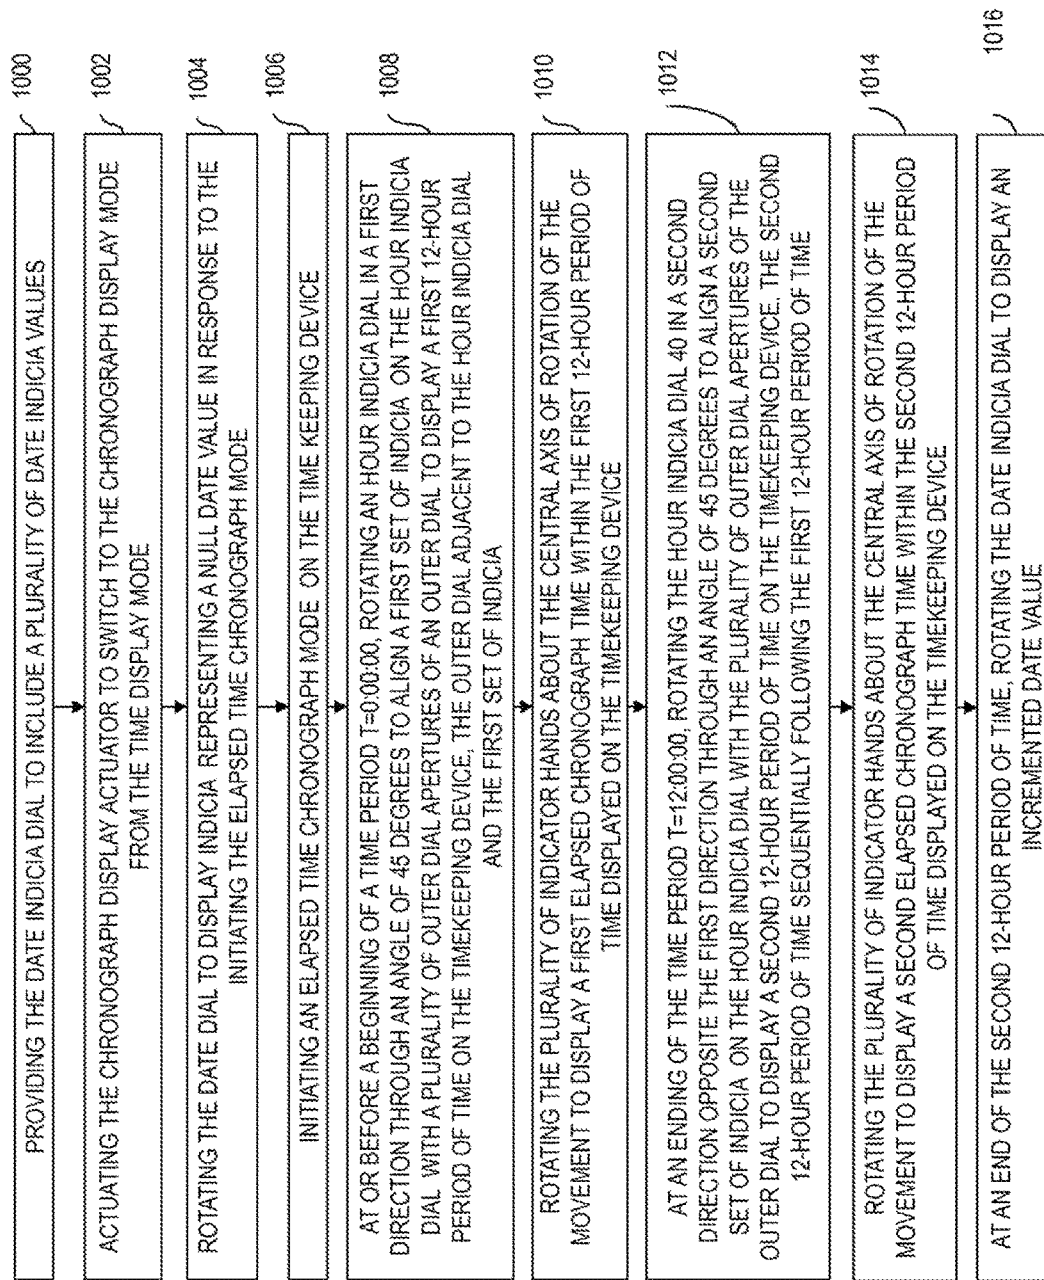 PROVIDING THE DATE INDICIA DIAL TO INCLUDE A PLURALITY OF DATE INDICIA VALUES
1000
ACTUATING THE CHRONOGRAPH DISPLAY ACTUATOR TO SWITCH TO THE CHRONOGRAPH DISPLAY MODE
FROM THE TIME DISPLAY MODE
1002
ROTATING THE DATE DIAL TO DISPLAY INDICIA REPRESENTING A NULL DATE VALUE IN RESPONSE TO THE
INITIATING THE ELAPSED TIME CHRONOGRAPH MODE
1004
INITIATING AN ELAPSED TIME CHRONOGRAPH MODE ON THE TIME KEEPING DEVICE
1006
AT OR BEFORE A BEGINNING OF A TIME PERIOD T=0:00:00, ROTATING AN HOUR INDICIA DIAL IN A FIRST
DIRECTION THROUGH AN ANGLE OF 45 DEGREES TO ALIGN A FIRST SET OF INDICIA ON THE HOUR INDICIA
DIAL WITH A PLURALITY OF OUTER DIAL APERTURES OF AN OUTER DIAL TO DISPLAY A FIRST 12-HOUR
PERIOD OF TIME ON THE TIMEKEEPING DEVICE, THE OUTER DIAL ADJACENT TO THE HOUR INDICIA DIAL
AND THE FIRST SET OF INDICIA
1008
ROTATING THE PLURALITY OF INDICATOR HANDS ABOUT THE CENTRAL AXIS OF ROTATION OF THE
MOVEMENT TO DISPLAY A FIRST ELAPSED CHRONOGRAPH TIME WITHIN THE FIRST 12-HOUR PERIOD OF
TIME DISPLAYED ON THE TIMEKEEPING DEVICE
1010
AT AN ENDING OF THE TIME PERIOD T=12:00:00, ROTATING THE HOUR INDICIA DIAL 40 IN A SECOND
DIRECTION OPPOSITE THE FIRST DIRECTION THROUGH AN ANGLE OF 45 DEGREES TO ALIGN A SECOND
SET OF INDICIA ON THE HOUR INDICIA DIAL WITH THE PLURALITY OF OUTER DIAL APERTURES OF THE
OUTER DIAL TO DISPLAY A SECOND 12-HOUR PERIOD OF TIME ON THE TIMEKEEPING DEVICE, THE SECOND
12-HOUR PERIOD OF TIME SEQUENTIALLY FOLLOWING THE FIRST 12-HOUR PERIOD OF TIME
1012
ROTATING THE PLURALITY OF INDICATOR HANDS ABOUT THE CENTRAL AXIS OF ROTATION OF THE
MOVEMENT TO DISPLAY A SECOND ELAPSED CHRONOGRAPH TIME WITHIN THE SECOND 12-HOUR PERIOD
OF TIME DISPLAYED ON THE TIMEKEEPING DEVICE
1014
AT AN END OF THE SECOND 12-HOUR PERIOD OF TIME, ROTATING THE DATE INDICIA DIAL TO DISPLAY AN
INCREMENTED DATE VALUE
1016